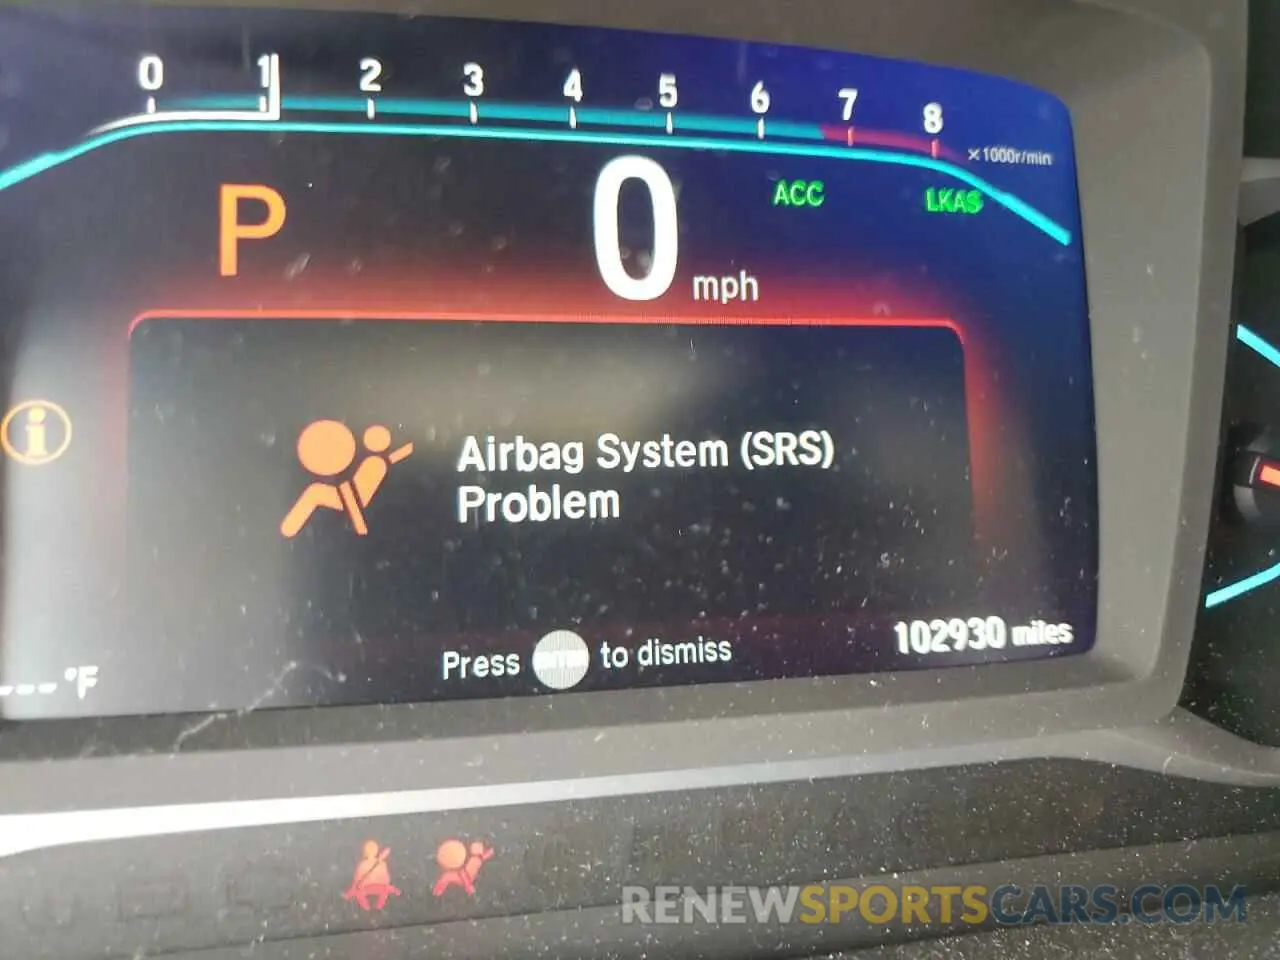 0 1 2 3 4 5 6 7 8
×1000r/min
P 0 mph ACC LKAS
i
Airbag System (SRS)
Problem
Press to dismiss
102930 miles
---°F
RENEWSPORTSCARS.COM